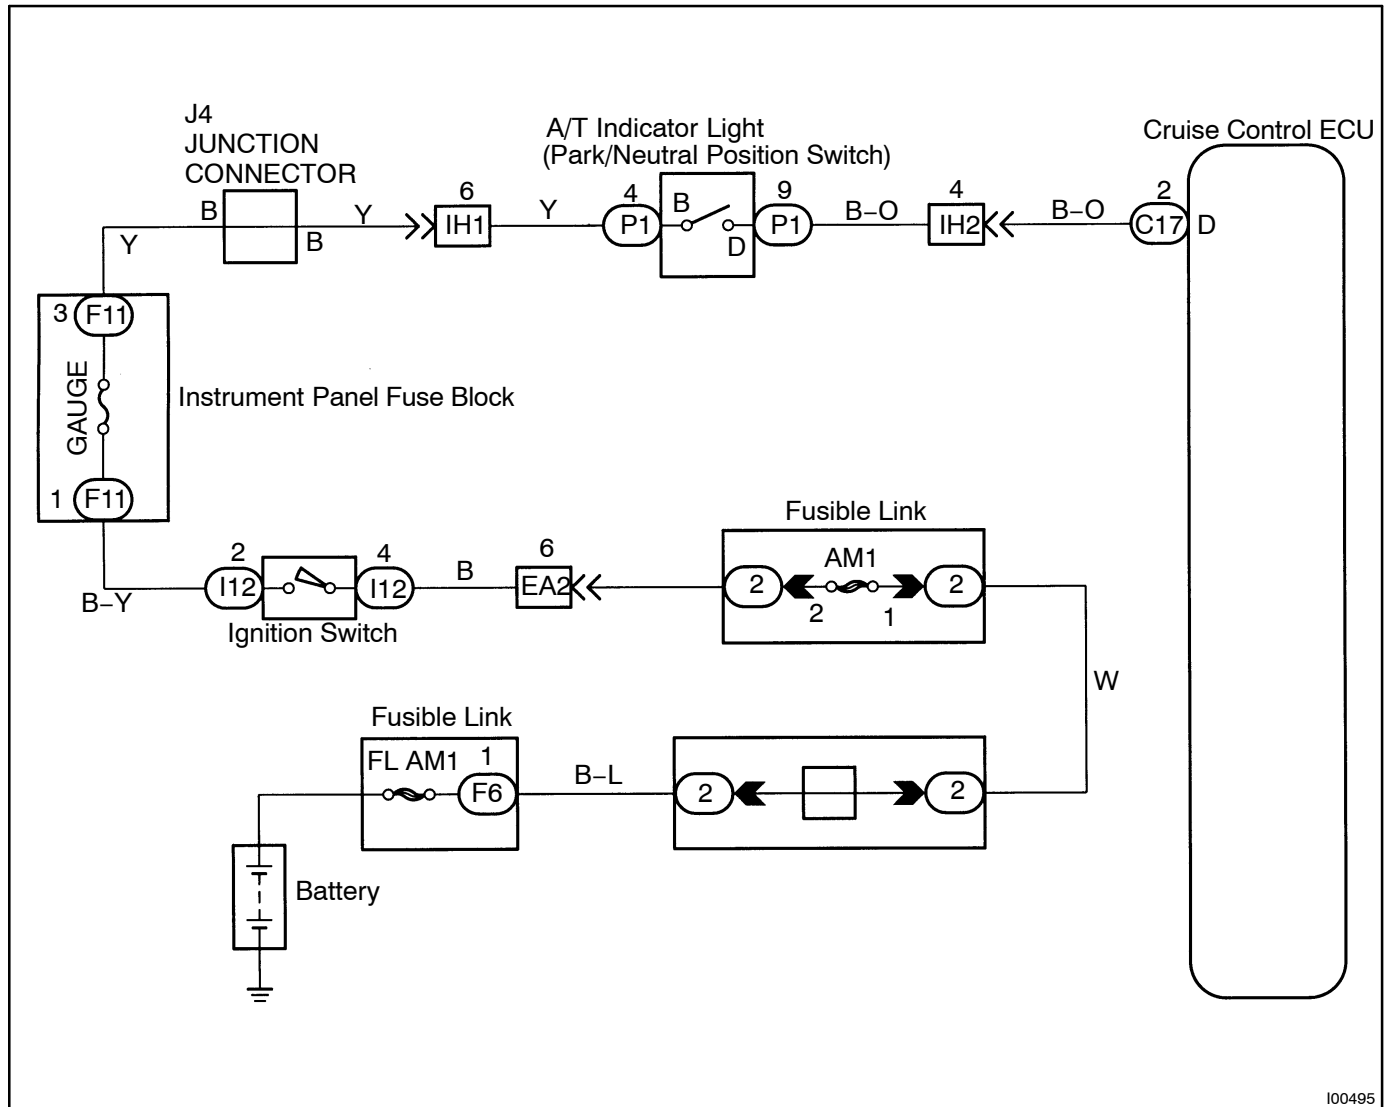 J4
JUNCTION
CONNECTOR
A/T Indicator Light
(Park/Neutral Position Switch)
Cruise Control ECU
B
Y
6
IH1
Y
4
P1
B
9
P1
B–O
4
IH2
B–O
2
C17
D
Y
B
D
3
F11
GAUGE
Instrument Panel Fuse Block
1
F11
B–Y
2
I12
4
I12
Ignition Switch
B
6
EA2
Fusible Link
AM1
2
2
2
1
W
Fusible Link
FL AM1
1
F6
B–L
2
2
Battery
I00495